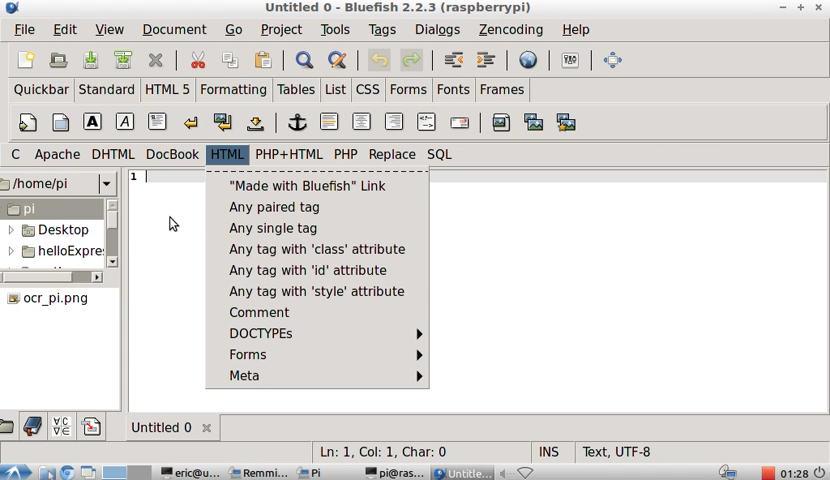 Untitled 0 - Bluefish 2.2.3 (raspberrypi)
File Edit View Document Go Project Tools Tags Dialogs Zencoding Help
Quickbar Standard HTML 5 Formatting Tables List CSS Forms Fonts Frames
C Apache DHTML DocBook HTML PHP+HTML PHP Replace SQL
/home/pi
1
"Made with Bluefish" Link
pi
Any paired tag
Desktop
Any single tag
helloExpre
Any tag with 'class' attribute
Any tag with 'id' attribute
ocr_pi.png
Any tag with 'style' attribute
Comment
DOCTYPEs
Forms
Meta
Untitled 0
Ln: 1, Col: 1, Char: 0 INS Text, UTF-8
eric@u... Remmi... Pi pi@ras... Untitle... 01:28